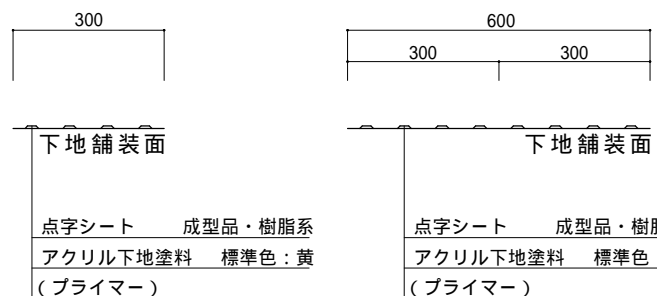 300
下地舗装面
点字シート 成型品・樹脂系
アクリル下地塗料 標準色：黄
(プライマー)
600
300 300
下地舗装面
点字シート 成型品・樹脂
アクリル下地塗料 標準色
(プライマー)